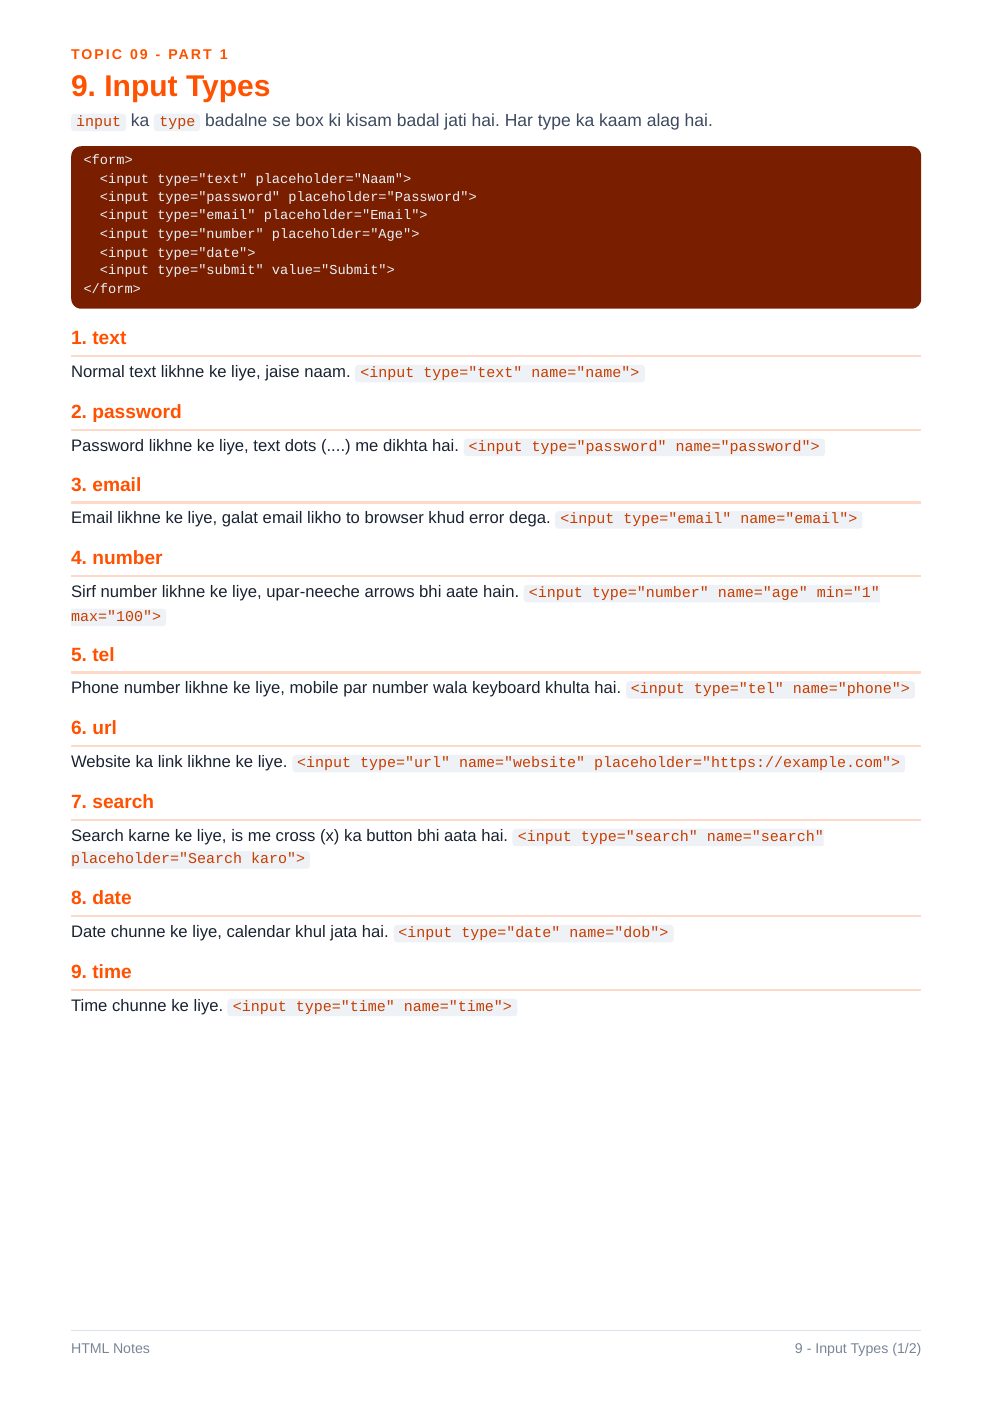 TOPIC 09 - PART 1
9. Input Types
input ka type badalne se box ki kisam badal jati hai. Har type ka kaam alag hai.
<form>
  <input type="text" placeholder="Naam">
  <input type="password" placeholder="Password">
  <input type="email" placeholder="Email">
  <input type="number" placeholder="Age">
  <input type="date">
  <input type="submit" value="Submit">
</form>
1. text
Normal text likhne ke liye, jaise naam. <input type="text" name="name">
2. password
Password likhne ke liye, text dots (....) me dikhta hai. <input type="password" name="password">
3. email
Email likhne ke liye, galat email likho to browser khud error dega. <input type="email" name="email">
4. number
Sirf number likhne ke liye, upar-neeche arrows bhi aate hain. <input type="number" name="age" min="1"
max="100">
5. tel
Phone number likhne ke liye, mobile par number wala keyboard khulta hai. <input type="tel" name="phone">
6. url
Website ka link likhne ke liye. <input type="url" name="website" placeholder="https://example.com">
7. search
Search karne ke liye, is me cross (x) ka button bhi aata hai. <input type="search" name="search"
placeholder="Search karo">
8. date
Date chunne ke liye, calendar khul jata hai. <input type="date" name="dob">
9. time
Time chunne ke liye. <input type="time" name="time">
HTML Notes
9 - Input Types (1/2)